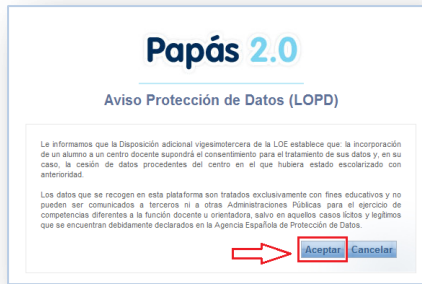 Papás 2.0
Aviso Protección de Datos (LOPD)
Le informamos que la Disposición adicional vigesimotercera de la LOE establece que: la incorporación
de un alumno a un centro docente supondrá el consentimiento para el tratamiento de sus datos y, en su
caso, la cesión de datos procedentes del centro en el que hubiera estado escolarizado con
anterioridad.
Los datos que se recogen en esta plataforma son tratados exclusivamente con fines educativos y no
pueden ser comunicados a terceros ni a otras Administraciones Públicas para el ejercicio de
competencias diferentes a la función docente u orientadora, salvo en aquellos casos lícitos y legítimos
que se encuentran debidamente declarados en la Agencia Española de Protección de Datos.
Aceptar Cancelar